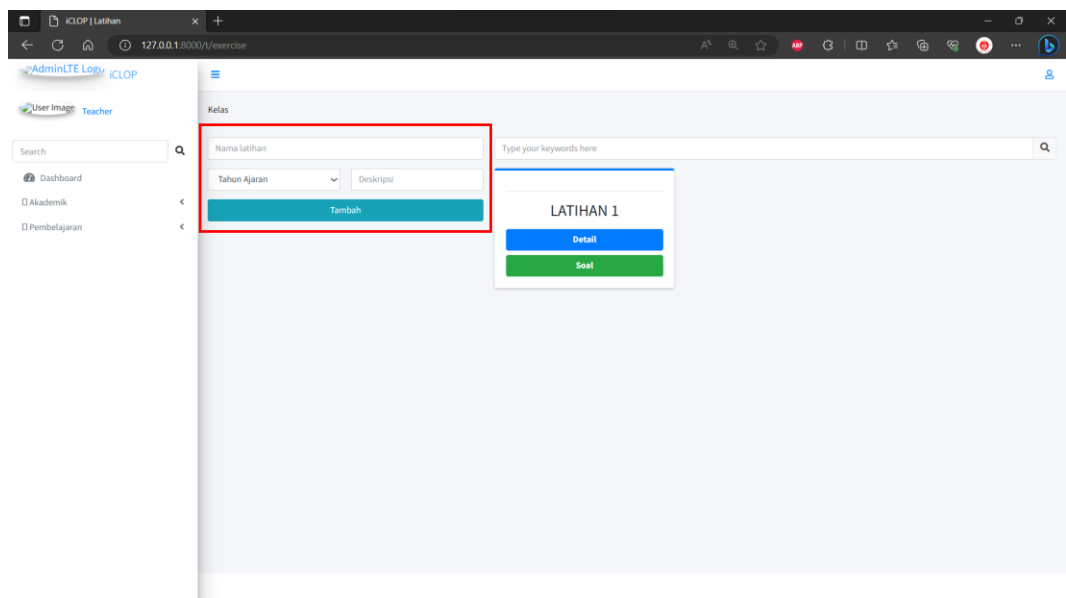 iCLOP | Latihan
127.0.0.1:8000/t/exercise
ABP
AdminLTE Logo iCLOP
User Image Teacher
Kelas
Search
Nama latihan
Type your keywords here
Dashboard
Tahun Ajaran
Deskripsi
Akademik
Tambah
LATIHAN 1
Pembelajaran
Detail
Soal